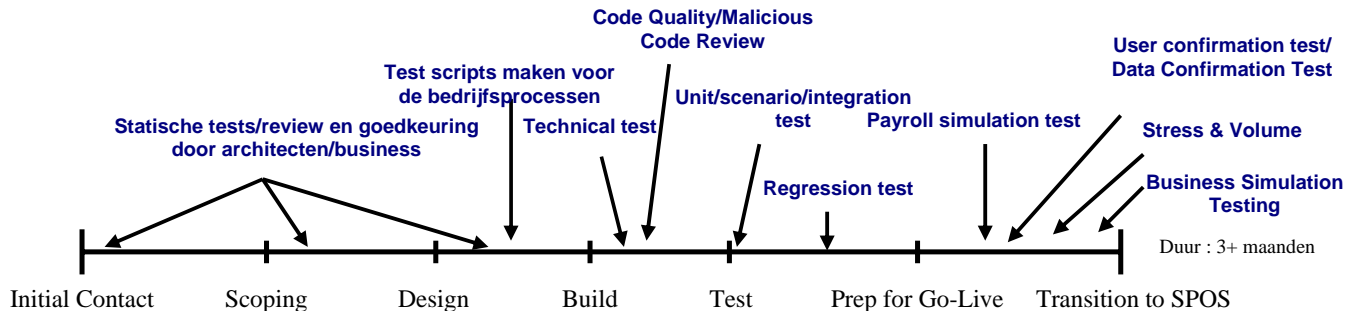 Code Quality/Malicious
Code Review
User confirmation test/
Data Confirmation Test
Test scripts maken voor
de bedrijfsprocessen
Unit/scenario/integration
test
Statische tests/review en goedkeuring
door architecten/business
Technical test
Payroll simulation test
Stress & Volume
Regression test
Business Simulation
Testing
Duur : 3+ maanden
Initial Contact
Scoping
Design
Build
Test
Prep for Go-Live
Transition to SPOS